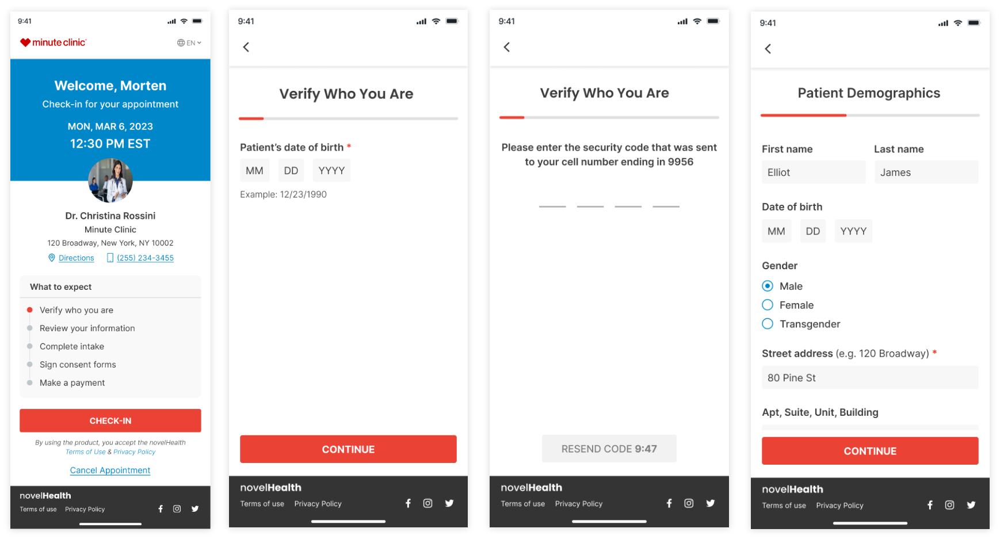 9:41
minute clinic
EN
Welcome, Morten
Check-in for your appointment
MON, MAR 6, 2023
12:30 PM EST
Dr. Christina Rossini
Minute Clinic
120 Broadway, New York, NY 10002
Directions (255) 234-3455
What to expect
Verify who you are
Review your information
Complete intake
Sign consent forms
Make a payment
CHECK-IN
By using the product, you accept the novelHealth
Terms of Use & Privacy Policy
Cancel Appointment
novelHealth
Terms of use Privacy Policy
9:41
Verify Who You Are
Patient’s date of birth *
MM DD YYYY
Example: 12/23/1990
CONTINUE
novelHealth
Terms of use Privacy Policy
9:41
Verify Who You Are
Please enter the security code that was sent
to your cell number ending in 9956
RESEND CODE 9:47
novelHealth
Terms of use Privacy Policy
9:41
Patient Demographics
First name Last name
Elliot James
Date of birth
MM DD YYYY
Gender
Male
Female
Transgender
Street address (e.g. 120 Broadway) *
80 Pine St
Apt, Suite, Unit, Building
CONTINUE
novelHealth
Terms of use Privacy Policy